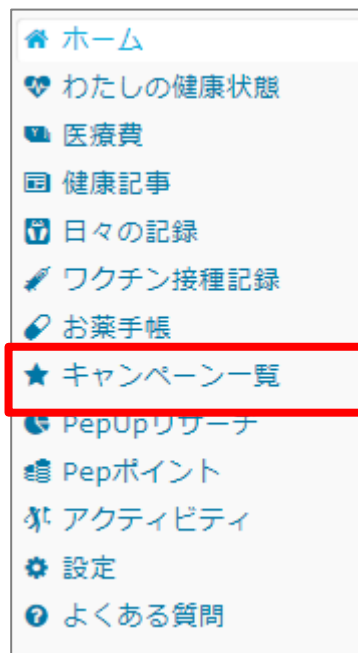 ホーム
わたしの健康状態
医療費
健康記事
日々の記録
ワクチン接種記録
お薬手帳
キャンペーン一覧
PepUpリサーチ
Pepポイント
アクティビティ
設定
よくある質問